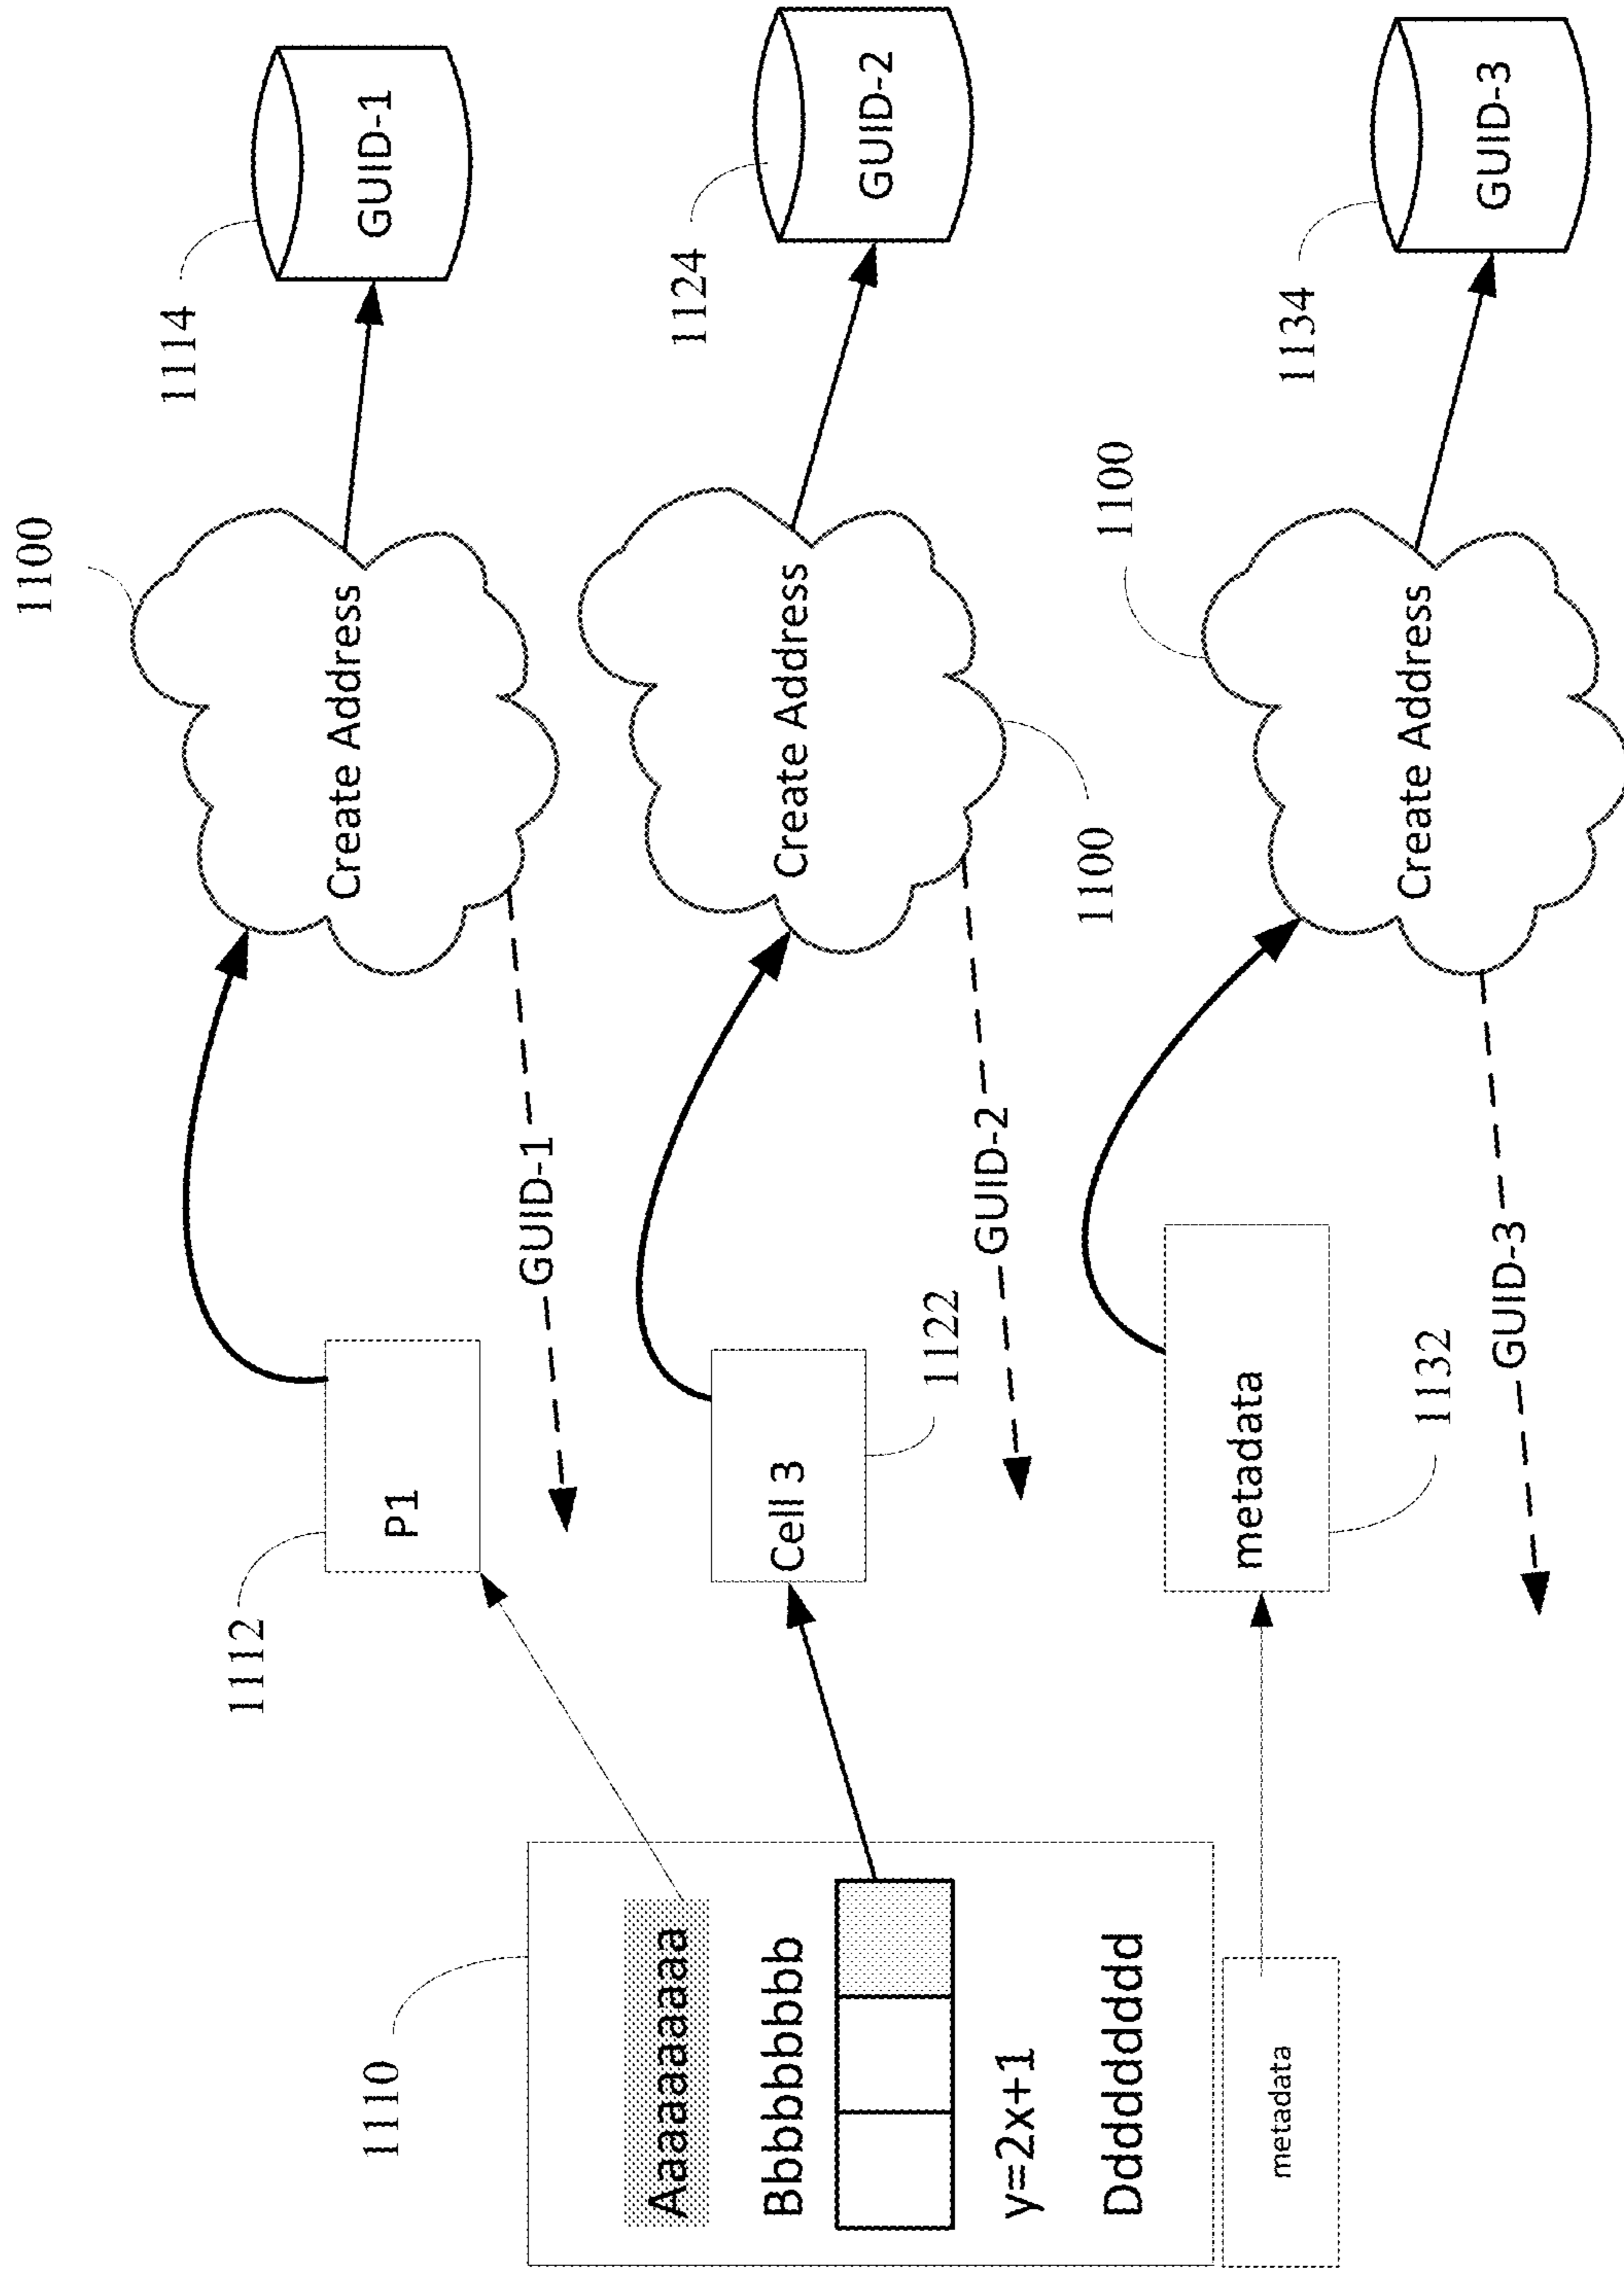 1110
Aaaaaaaaaa
Bbbbbbbbb
y=2x+1
Ddddddddd
metadata
1112
P1
1100
Create Address
GUID-1
1114
GUID-1
Cell 3
1122
Create Address
1100
GUID-2
1124
GUID-2
metadata
1132
1100
Create Address
GUID-3
1134
GUID-3